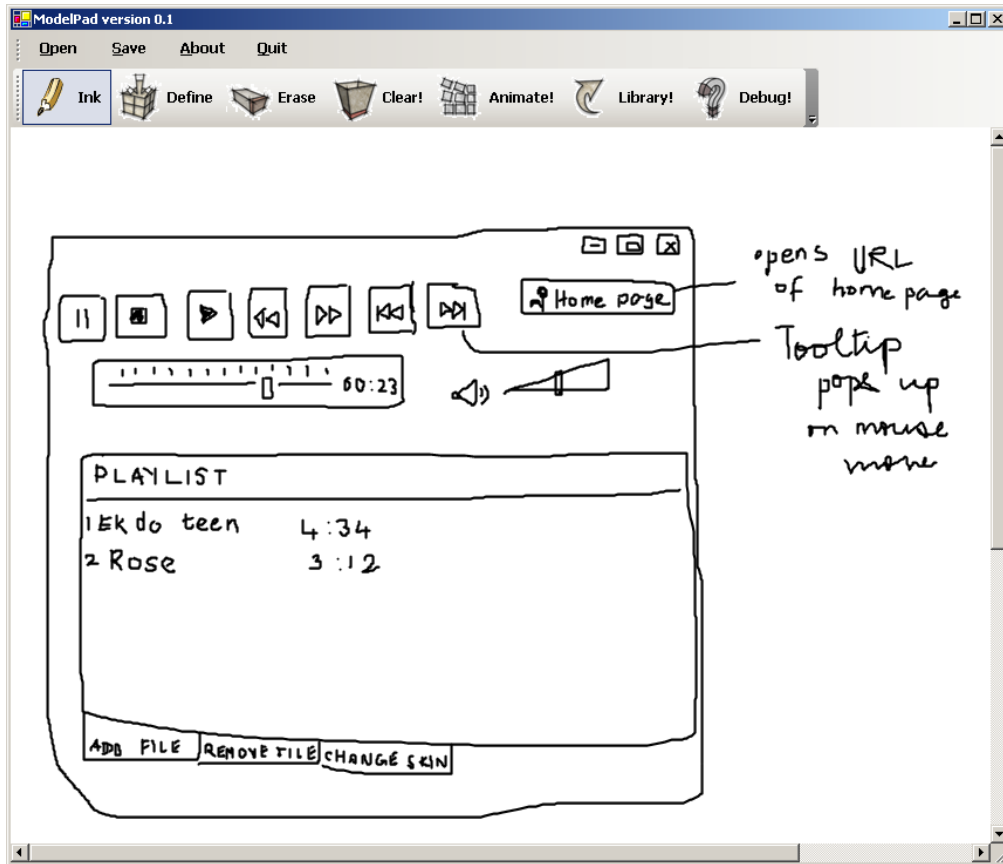 ModelPad version 0.1
Open Save About Quit
Ink Define Erase Clear! Animate! Library! Debug!
opens URL
of home page
Home page
Tooltip
pops up
on mouse
move
00:23
PLAYLIST
1 Ek do teen 4:34
2 Rose 3:12
ADD FILE REMOVE FILE CHANGE SKIN